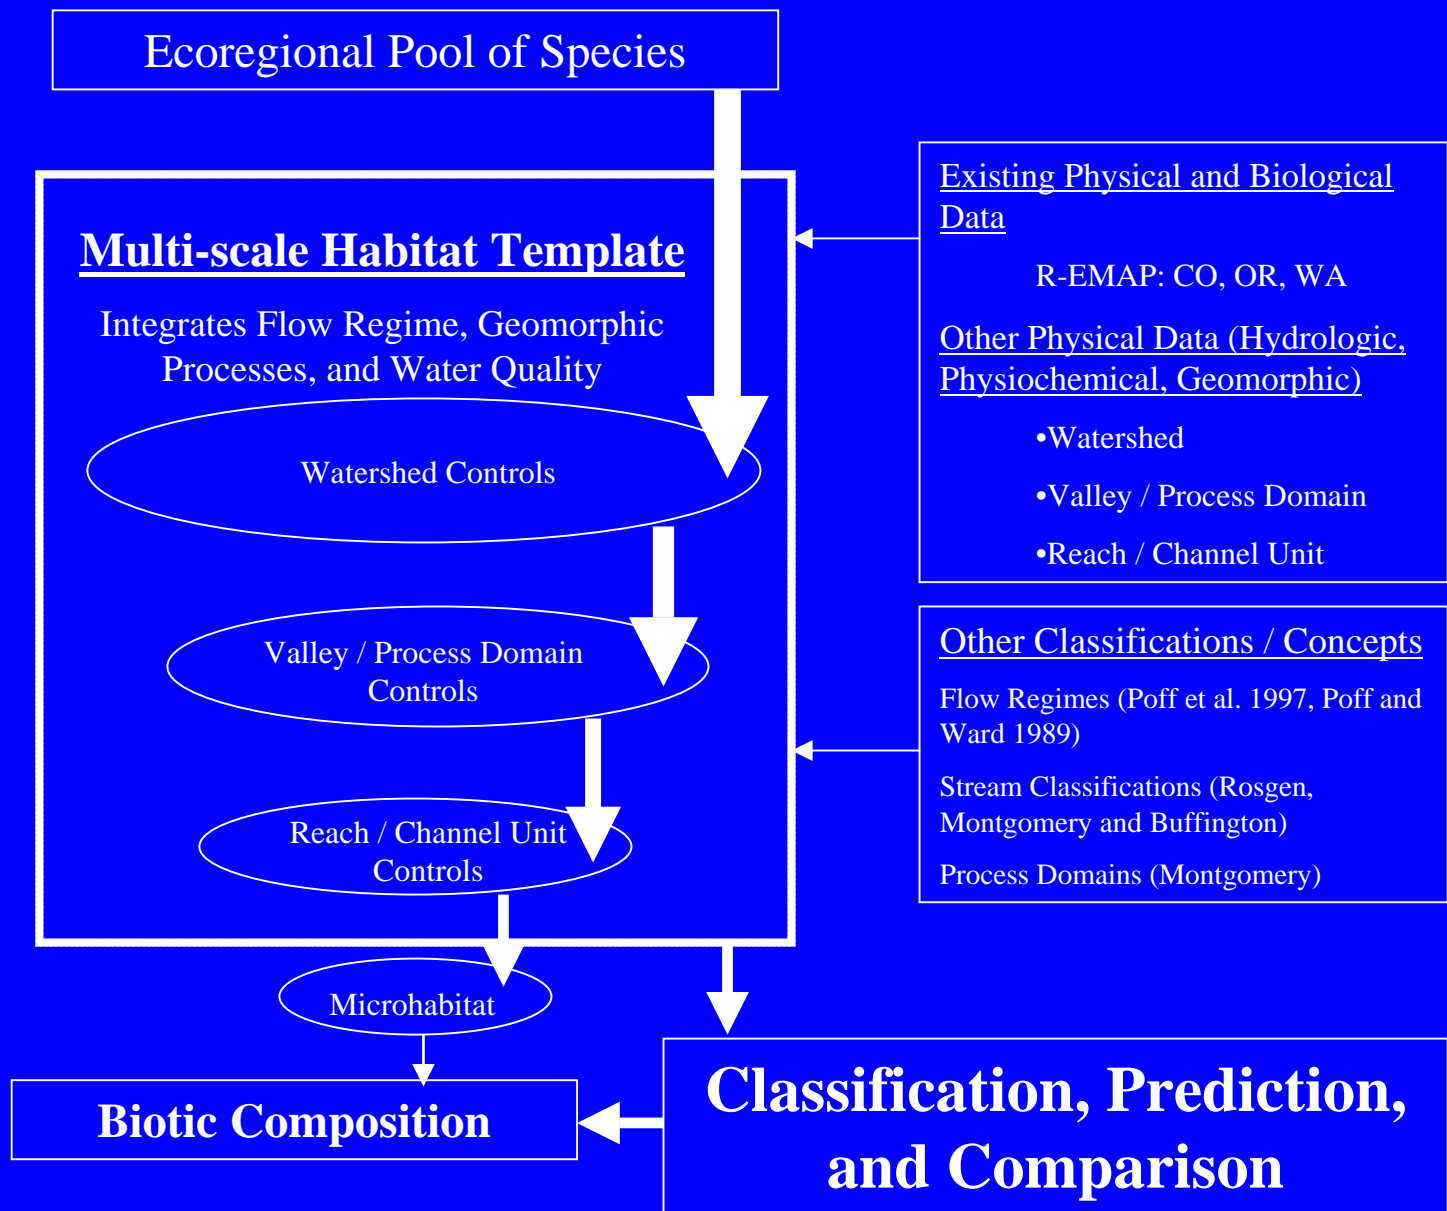 Ecoregional Pool of Species
Multi-scale Habitat Template
Integrates Flow Regime, Geomorphic
Processes, and Water Quality
Watershed Controls
Valley / Process Domain
Controls
Reach / Channel Unit
Controls
Microhabitat
Biotic Composition
Existing Physical and Biological
Data
R-EMAP: CO, OR, WA
Other Physical Data (Hydrologic,
Physiochemical, Geomorphic)
•Watershed
•Valley / Process Domain
•Reach / Channel Unit
Other Classifications / Concepts
Flow Regimes (Poff et al. 1997, Poff and
Ward 1989)
Stream Classifications (Rosgen,
Montgomery and Buffington)
Process Domains (Montgomery)
Classification, Prediction,
and Comparison